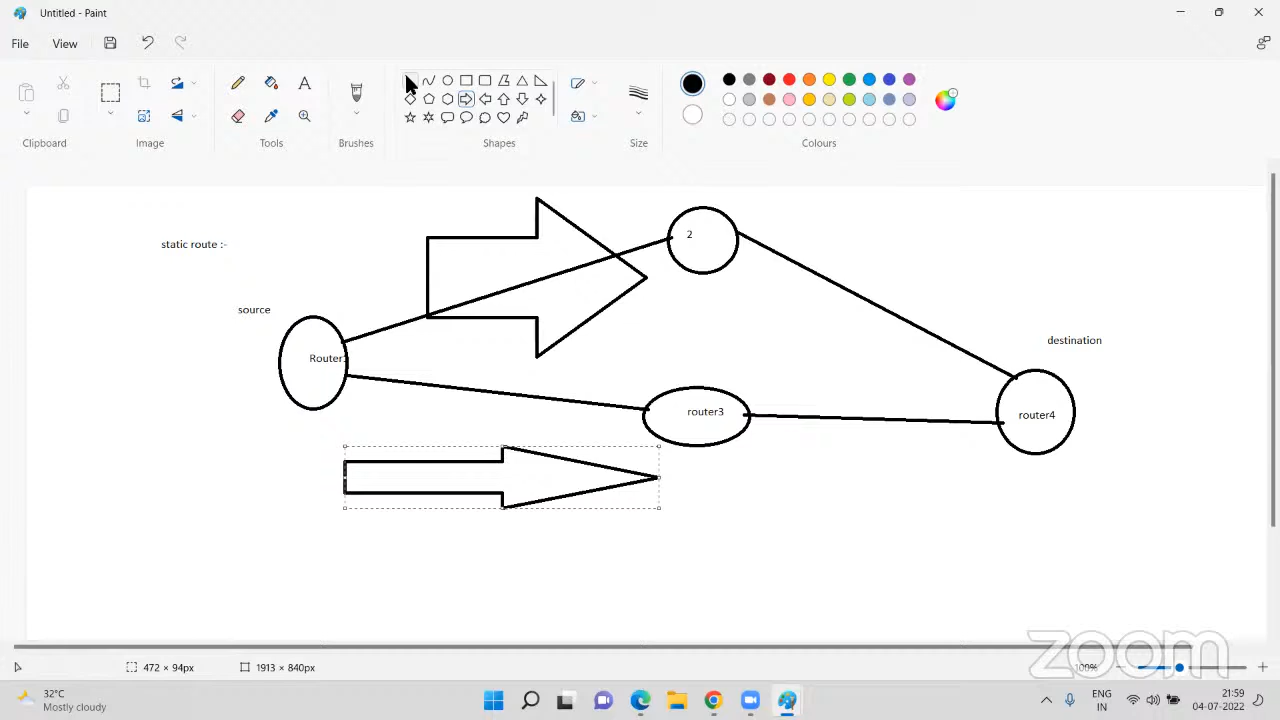 Untitled - Paint
File View
Clipboard Image Tools Brushes Shapes Size Colours
static route :-
2
source
destination
Router
router3
router4
zoom
472 × 94px 1913 × 840px 100%
32°C
Mostly cloudy
ENG
IN
21:59
04-07-2022